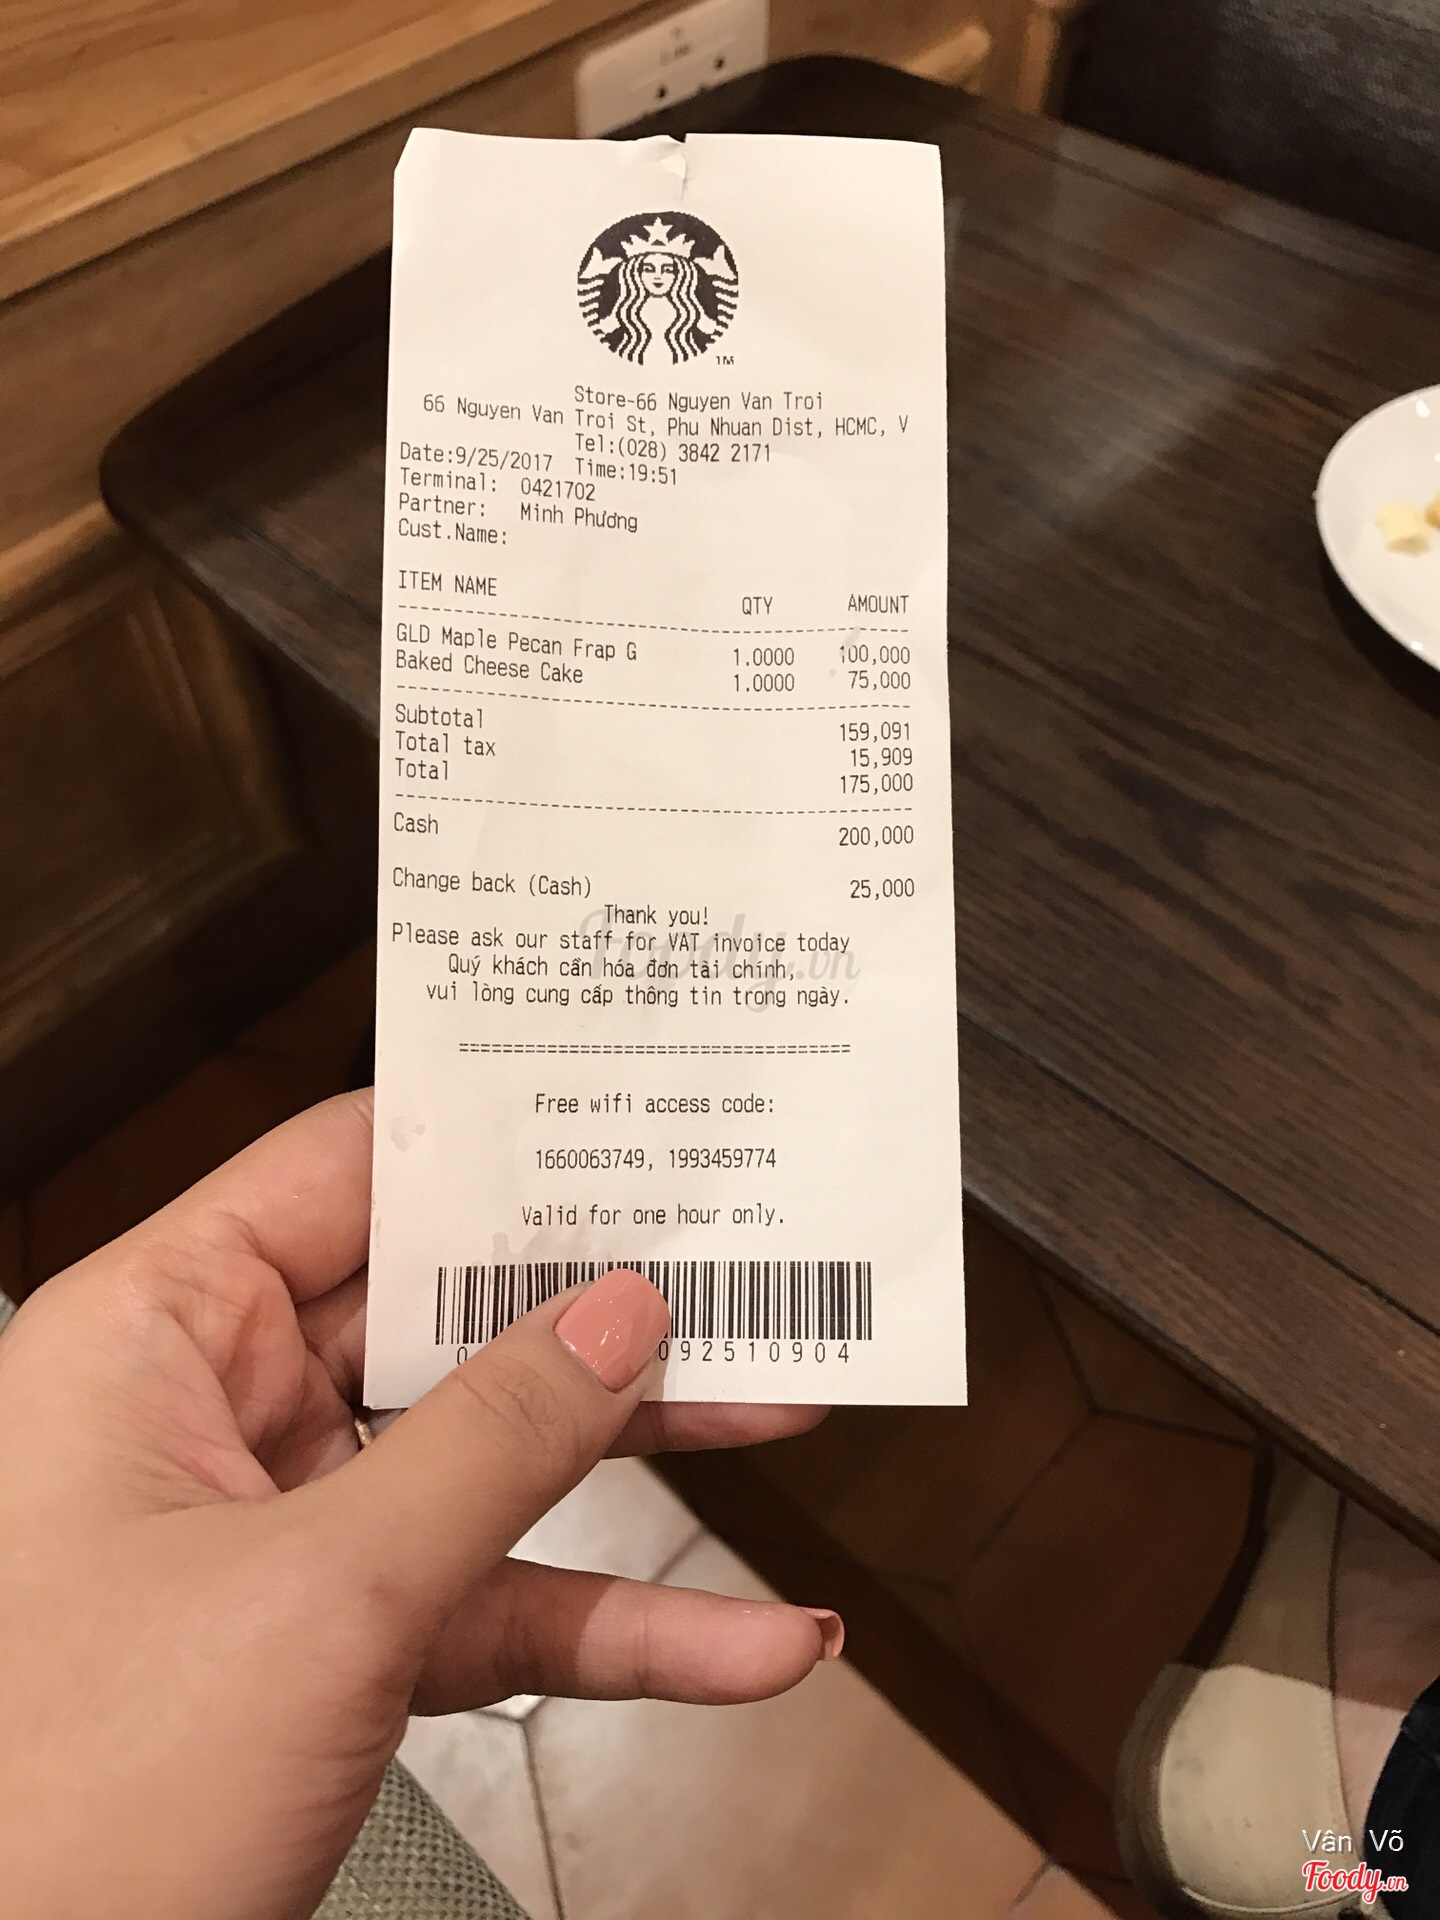 TM
Store-66 Nguyen Van Troi
66 Nguyen Van Troi St, Phu Nhuan Dist, HCMC, V
Tel:(028) 3842 2171
Date:9/25/2017 Time:19:51
Terminal: 0421702
Partner: Minh Phương
Cust.Name:
ITEM NAME QTY AMOUNT
GLD Maple Pecan Frap G 1.0000 100,000
Baked Cheese Cake 1.0000 75,000
Subtotal 159,091
Total tax 15,909
Total 175,000
Cash 200,000
Change back (Cash) 25,000
Thank you!
Please ask our staff for VAT invoice today
Quý khách cần hóa đơn tài chính,
vui lòng cung cấp thông tin trong ngày.
Foody.vn
===================================
Free wifi access code:
1660063749, 1993459774
Valid for one hour only.
0 092510904
Vân Võ
Foody.vn